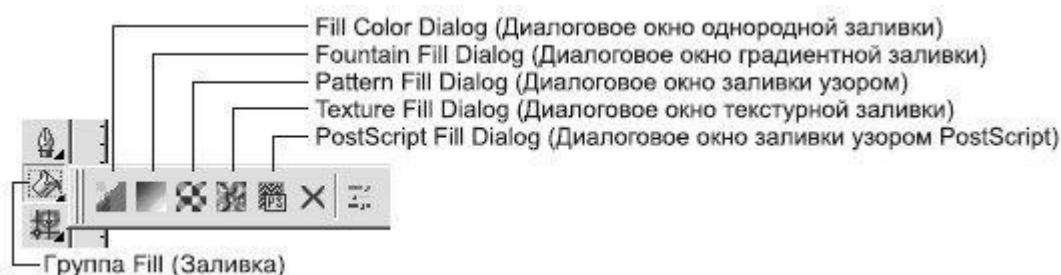 Fill Color Dialog (Диалоговое окно однородной заливки)
Fountain Fill Dialog (Диалоговое окно градиентной заливки)
Pattern Fill Dialog (Диалоговое окно заливки узором)
Texture Fill Dialog (Диалоговое окно текстурной заливки)
PostScript Fill Dialog (Диалоговое окно заливки узором PostScript)
PS
Группа Fill (Заливка)